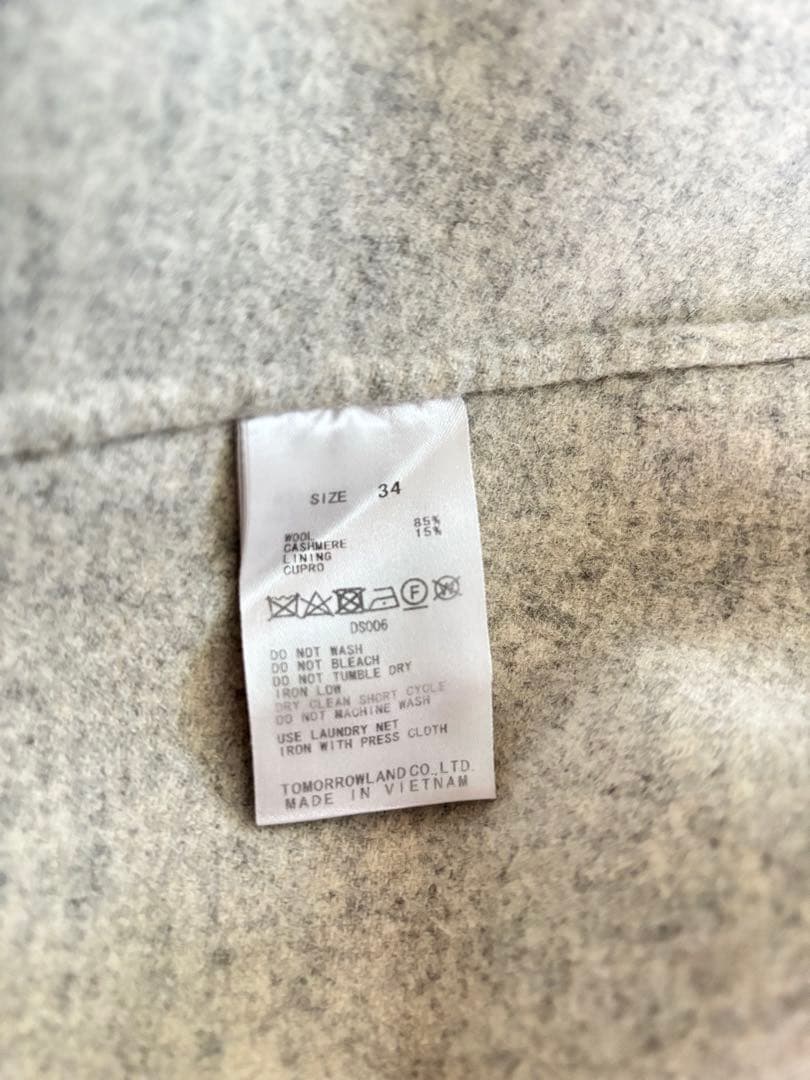 SIZE 34
WOOL 85%
CASHMERE 15%
LINING
CUPRO
F W
DS006
DO NOT WASH
DO NOT BLEACH
DO NOT TUMBLE DRY
IRON LOW
DRY CLEAN SHORT CYCLE
DO NOT MACHINE WASH
USE LAUNDRY NET
IRON WITH PRESS CLOTH
TOMORROWLAND CO.,LTD.
MADE IN VIETNAM